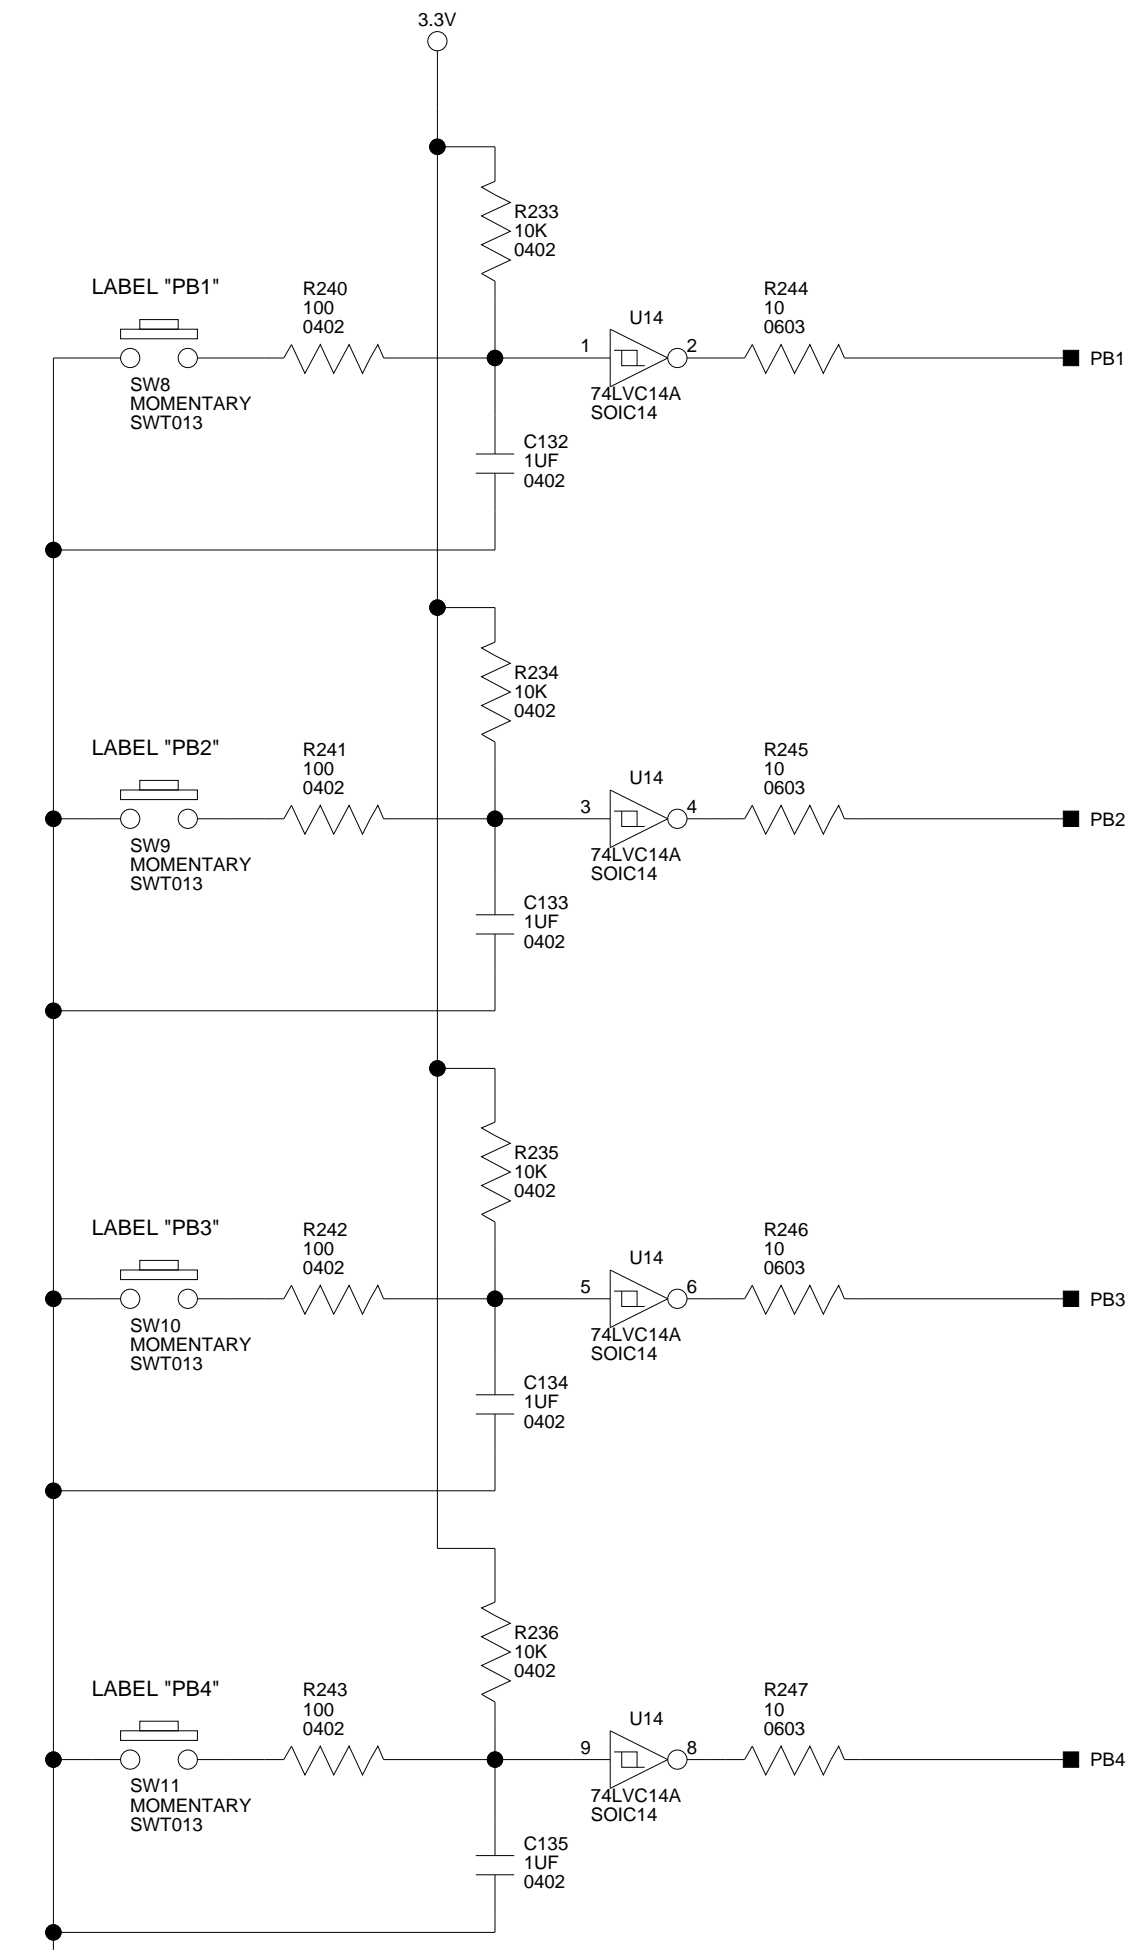 3.3V
R233
10K
0402
LABEL "PB1"
R240
100
0402
SW8
MOMENTARY
SWT013
1
U14
2
74LVC14A
SOIC14
R244
10
0603
PB1
C132
1UF
0402
R234
10K
0402
LABEL "PB2"
R241
100
0402
SW9
MOMENTARY
SWT013
3
U14
4
74LVC14A
SOIC14
R245
10
0603
PB2
C133
1UF
0402
R235
10K
0402
LABEL "PB3"
R242
100
0402
SW10
MOMENTARY
SWT013
5
U14
6
74LVC14A
SOIC14
R246
10
0603
PB3
C134
1UF
0402
R236
10K
0402
LABEL "PB4"
R243
100
0402
SW11
MOMENTARY
SWT013
9
U14
8
74LVC14A
SOIC14
R247
10
0603
PB4
C135
1UF
0402